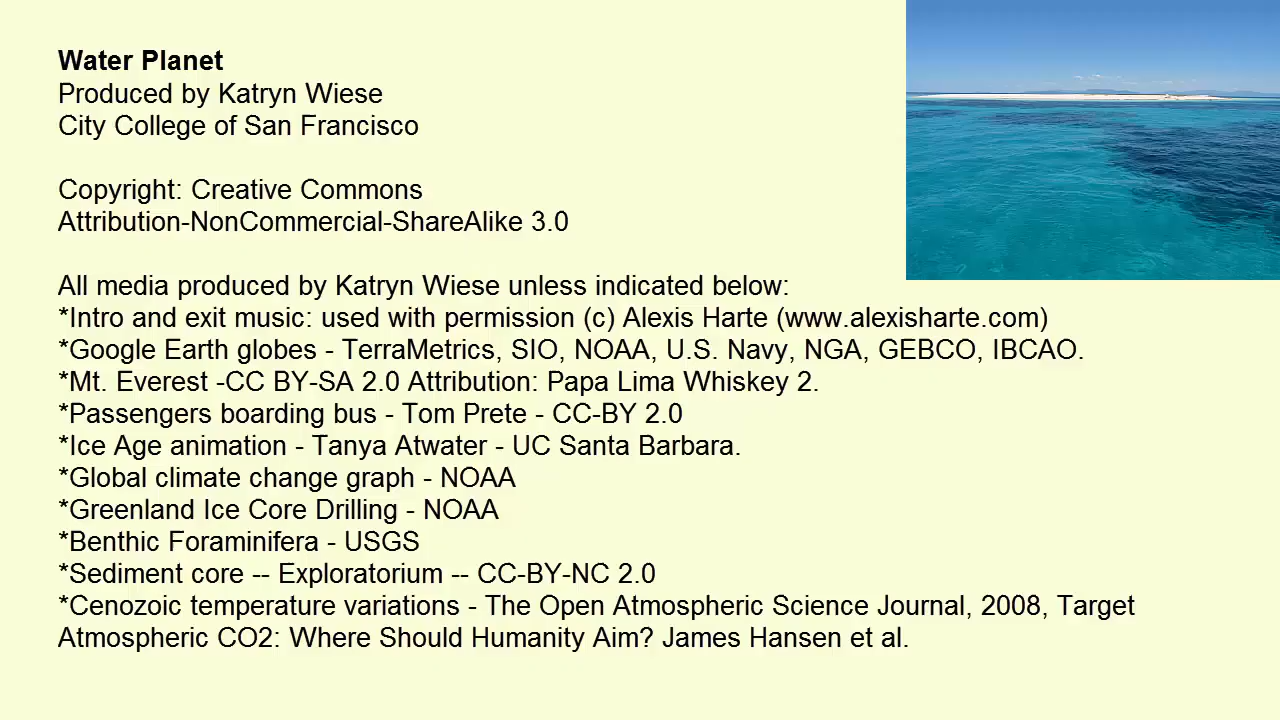 Water Planet
Produced by Katryn Wiese
City College of San Francisco
Copyright: Creative Commons
Attribution-NonCommercial-ShareAlike 3.0
All media produced by Katryn Wiese unless indicated below:
*Intro and exit music: used with permission (c) Alexis Harte (www.alexisharte.com)
*Google Earth globes - TerraMetrics, SIO, NOAA, U.S. Navy, NGA, GEBCO, IBCAO.
*Mt. Everest -CC BY-SA 2.0 Attribution: Papa Lima Whiskey 2.
*Passengers boarding bus - Tom Prete - CC-BY 2.0
*Ice Age animation - Tanya Atwater - UC Santa Barbara.
*Global climate change graph - NOAA
*Greenland Ice Core Drilling - NOAA
*Benthic Foraminifera - USGS
*Sediment core -- Exploratorium -- CC-BY-NC 2.0
*Cenozoic temperature variations - The Open Atmospheric Science Journal, 2008, Target
Atmospheric CO2: Where Should Humanity Aim? James Hansen et al.